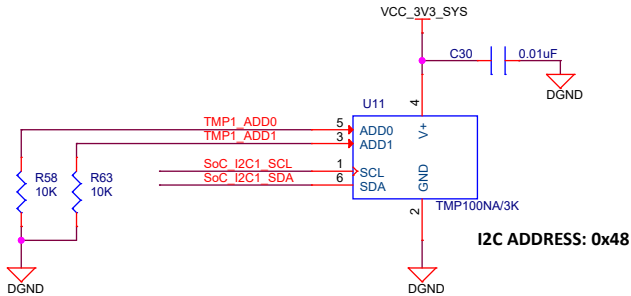 VCC_3V3_SYS
C30 0.01uF
DGND
U11
4
V+
TMP1_ADD0 5 ADD0
TMP1_ADD1 3 ADD1
SoC_I2C1_SCL 1 SCL
SoC_I2C1_SDA 6 SDA
GND
2
TMP100NA/3K
R58 R63
10K 10K
I2C ADDRESS: 0x48
DGND DGND